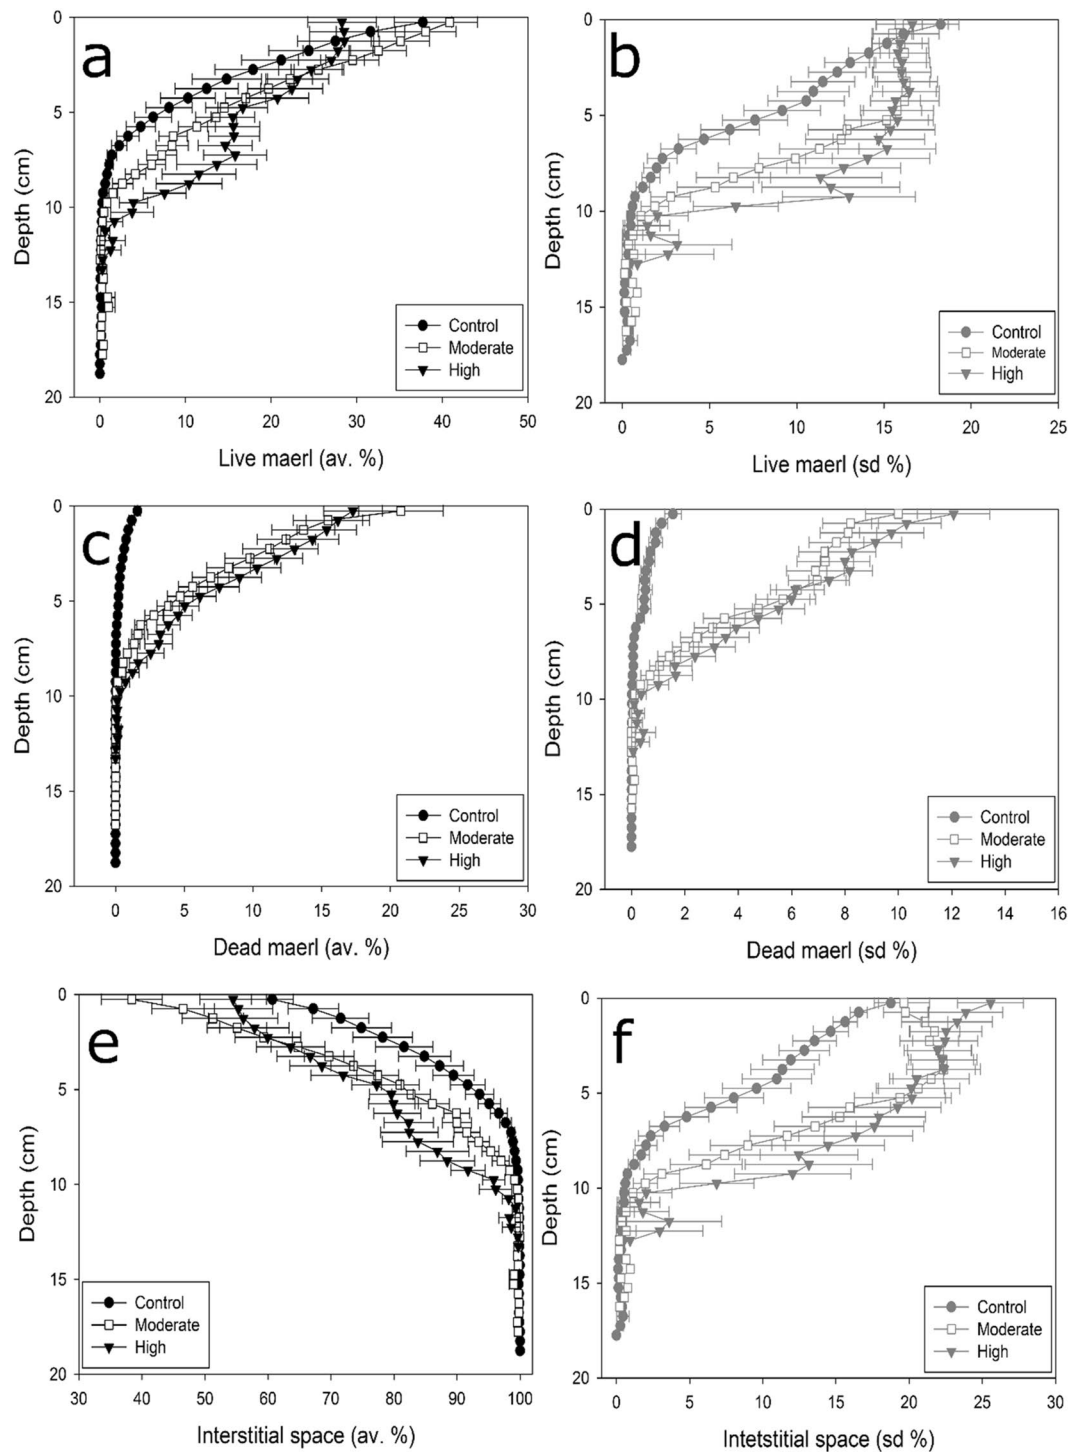 a
0
5
10
15
20
Depth (cm)
Control
Moderate
High
0 10 20 30 40 50
Live maerl (av. %)
b
0
5
10
15
20
Depth (cm)
Control
Moderate
High
0 5 10 15 20 25
Live maerl (sd %)
c
0
5
10
15
20
Depth (cm)
Control
Moderate
High
0 5 10 15 20 25 30
Dead maerl (av. %)
d
0
5
10
15
20
Depth (cm)
Control
Moderate
High
0 2 4 6 8 10 12 14 16
Dead maerl (sd %)
e
0
5
10
15
20
Depth (cm)
Control
Moderate
High
30 40 50 60 70 80 90 100
Interstitial space (av. %)
f
0
5
10
15
20
Depth (cm)
Control
Moderate
High
0 5 10 15 20 25 30
Intetstitial space (sd %)